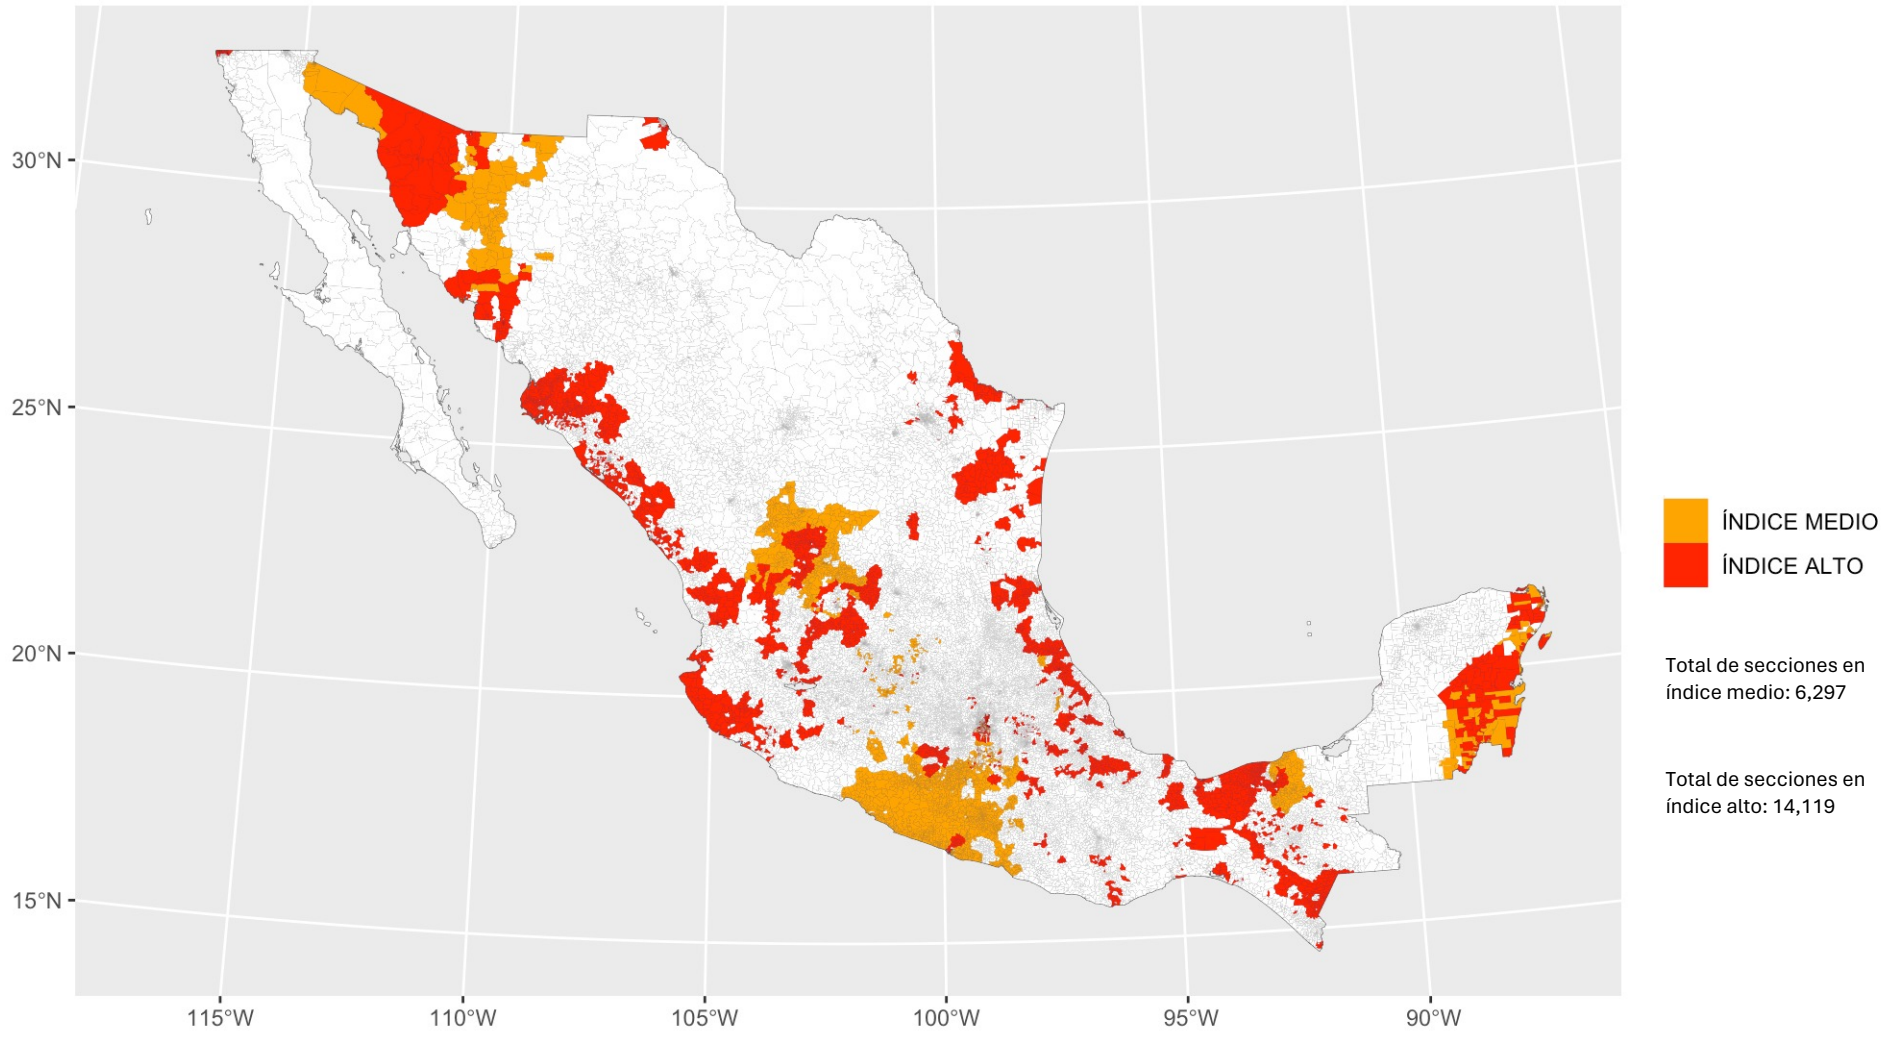 30°N
25°N
20°N
15°N
115°W 110°W 105°W 100°W 95°W 90°W
ÍNDICE MEDIO
ÍNDICE ALTO
Total de secciones en
índice medio: 6,297
Total de secciones en
índice alto: 14,119